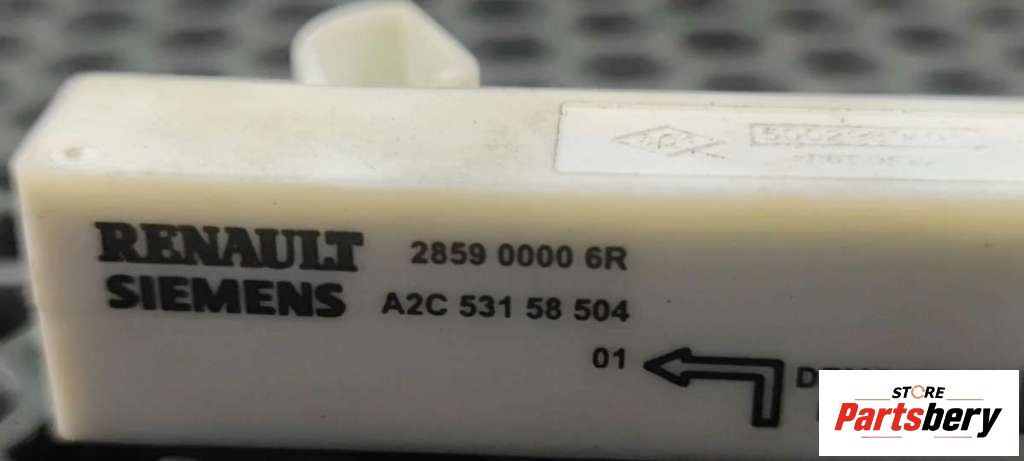 RENAULT 2859 0000 6R
SIEMENS A2C 531 58 504
01
STORE
Partsbery